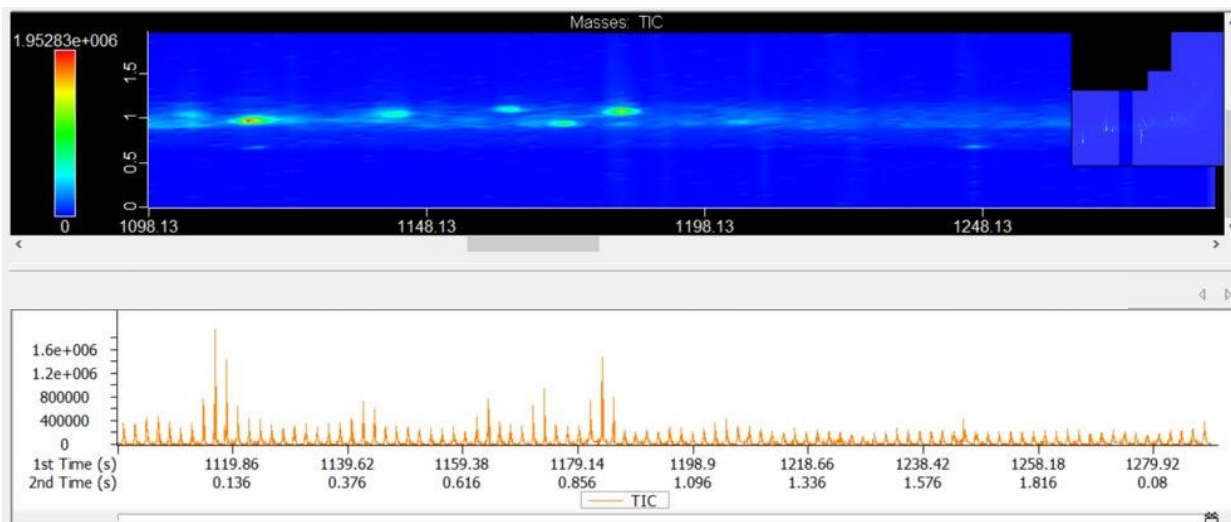 Masses: TIC
1.95283e+006
0
1.5
1
0.5
0
1098.13 1148.13 1198.13 1248.13
1.6e+006
1.2e+006
800000
400000
0
1st Time (s) 1119.86 1139.62 1159.38 1179.14 1198.9 1218.66 1238.42 1258.18 1279.92
2nd Time (s) 0.136 0.376 0.616 0.856 1.096 1.336 1.576 1.816 0.08
TIC